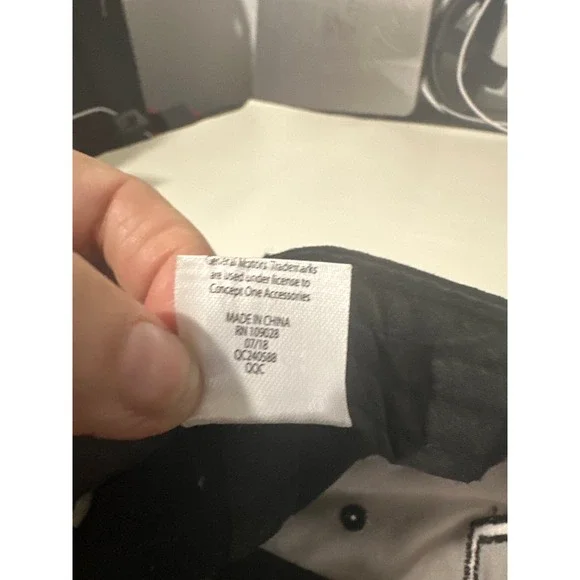 General Motors Trademarks
are used under license to
Concept One Accessories
MADE IN CHINA
RN 109028
07/18
QC240588
QQC